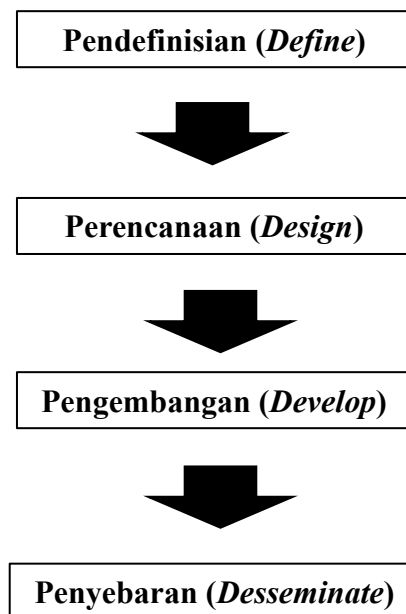 Pendefinisian (Define)
Perencanaan (Design)
Pengembangan (Develop)
Penyebaran (Desseminate)